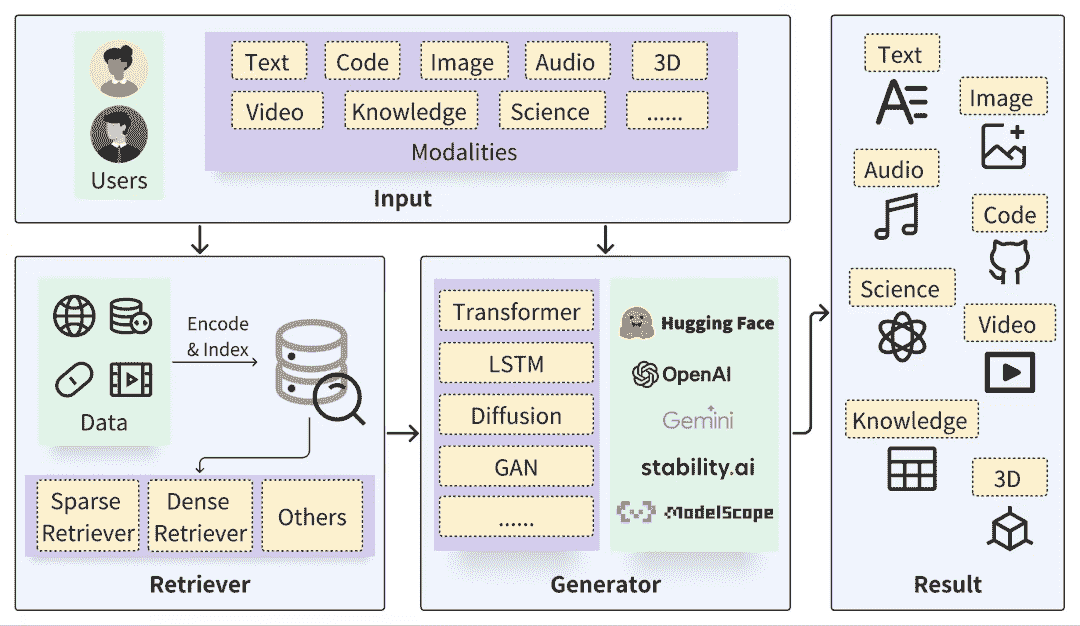 Users
Text
Code
Image
Audio
3D
Video
Knowledge
Science
......
Modalities
Input
Encode
& Index
Data
Sparse
Retriever
Dense
Retriever
Others
Retriever
Transformer
LSTM
Diffusion
GAN
......
Hugging Face
OpenAI
Gemini
stability.ai
ModelScope
Generator
Text
Image
Audio
Code
Science
Video
Knowledge
3D
Result